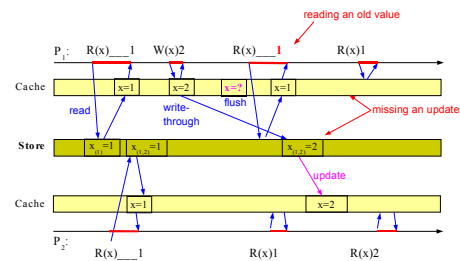 reading an old value
P1: R(x)___1 W(x)2 R(x)___1 R(x)1
Cache x=1 x=2 x=? x=1
flush
read
write-
through
missing an update
Store x(1)=1 x(1,2)=1 x(1,2)=2
update
Cache x=1 x=2
P2:
R(x)___1 R(x)1 R(x)2